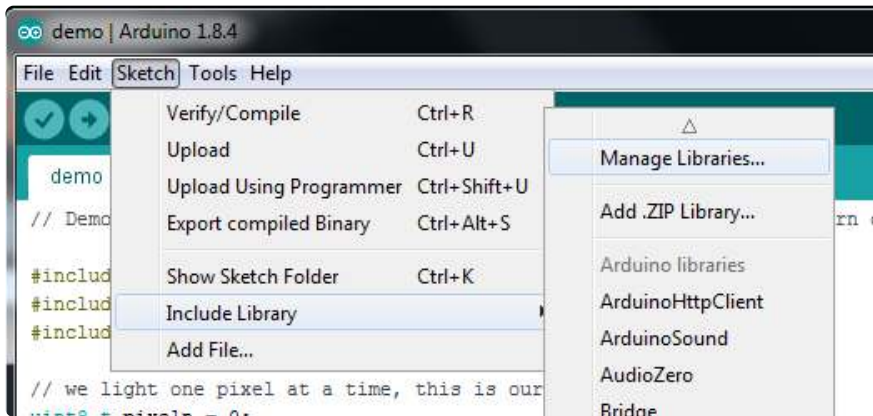 demo | Arduino 1.8.4
File Edit Sketch Tools Help
Verify/Compile Ctrl+R
Upload Ctrl+U
Upload Using Programmer Ctrl+Shift+U
Export compiled Binary Ctrl+Alt+S
Show Sketch Folder Ctrl+K
Include Library
Add File...
Manage Libraries...
Add .ZIP Library...
Arduino libraries
ArduinoHttpClient
ArduinoSound
AudioZero
Bridge
demo
// Demo
#includ
#includ
#includ
// we light one pixel at a time, this is our
uint8_t pixeln = 0;